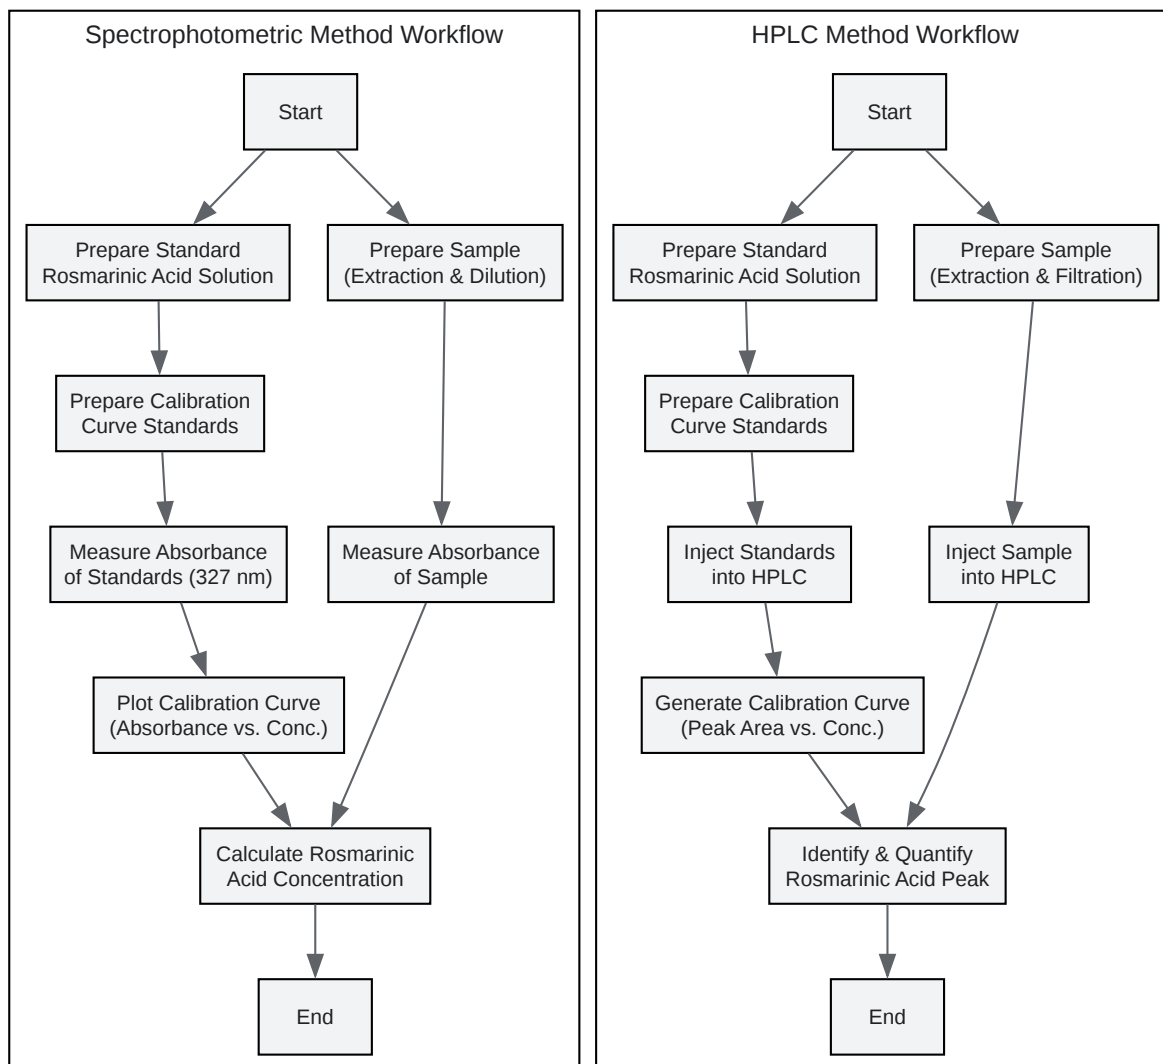 Spectrophotometric Method Workflow
Start
Prepare Standard
Rosmarinic Acid Solution
Prepare Sample
(Extraction & Dilution)
Prepare Calibration
Curve Standards
Measure Absorbance
of Standards (327 nm)
Measure Absorbance
of Sample
Plot Calibration Curve
(Absorbance vs. Conc.)
Calculate Rosmarinic
Acid Concentration
End
HPLC Method Workflow
Start
Prepare Standard
Rosmarinic Acid Solution
Prepare Sample
(Extraction & Filtration)
Prepare Calibration
Curve Standards
Inject Standards
into HPLC
Inject Sample
into HPLC
Generate Calibration Curve
(Peak Area vs. Conc.)
Identify & Quantify
Rosmarinic Acid Peak
End